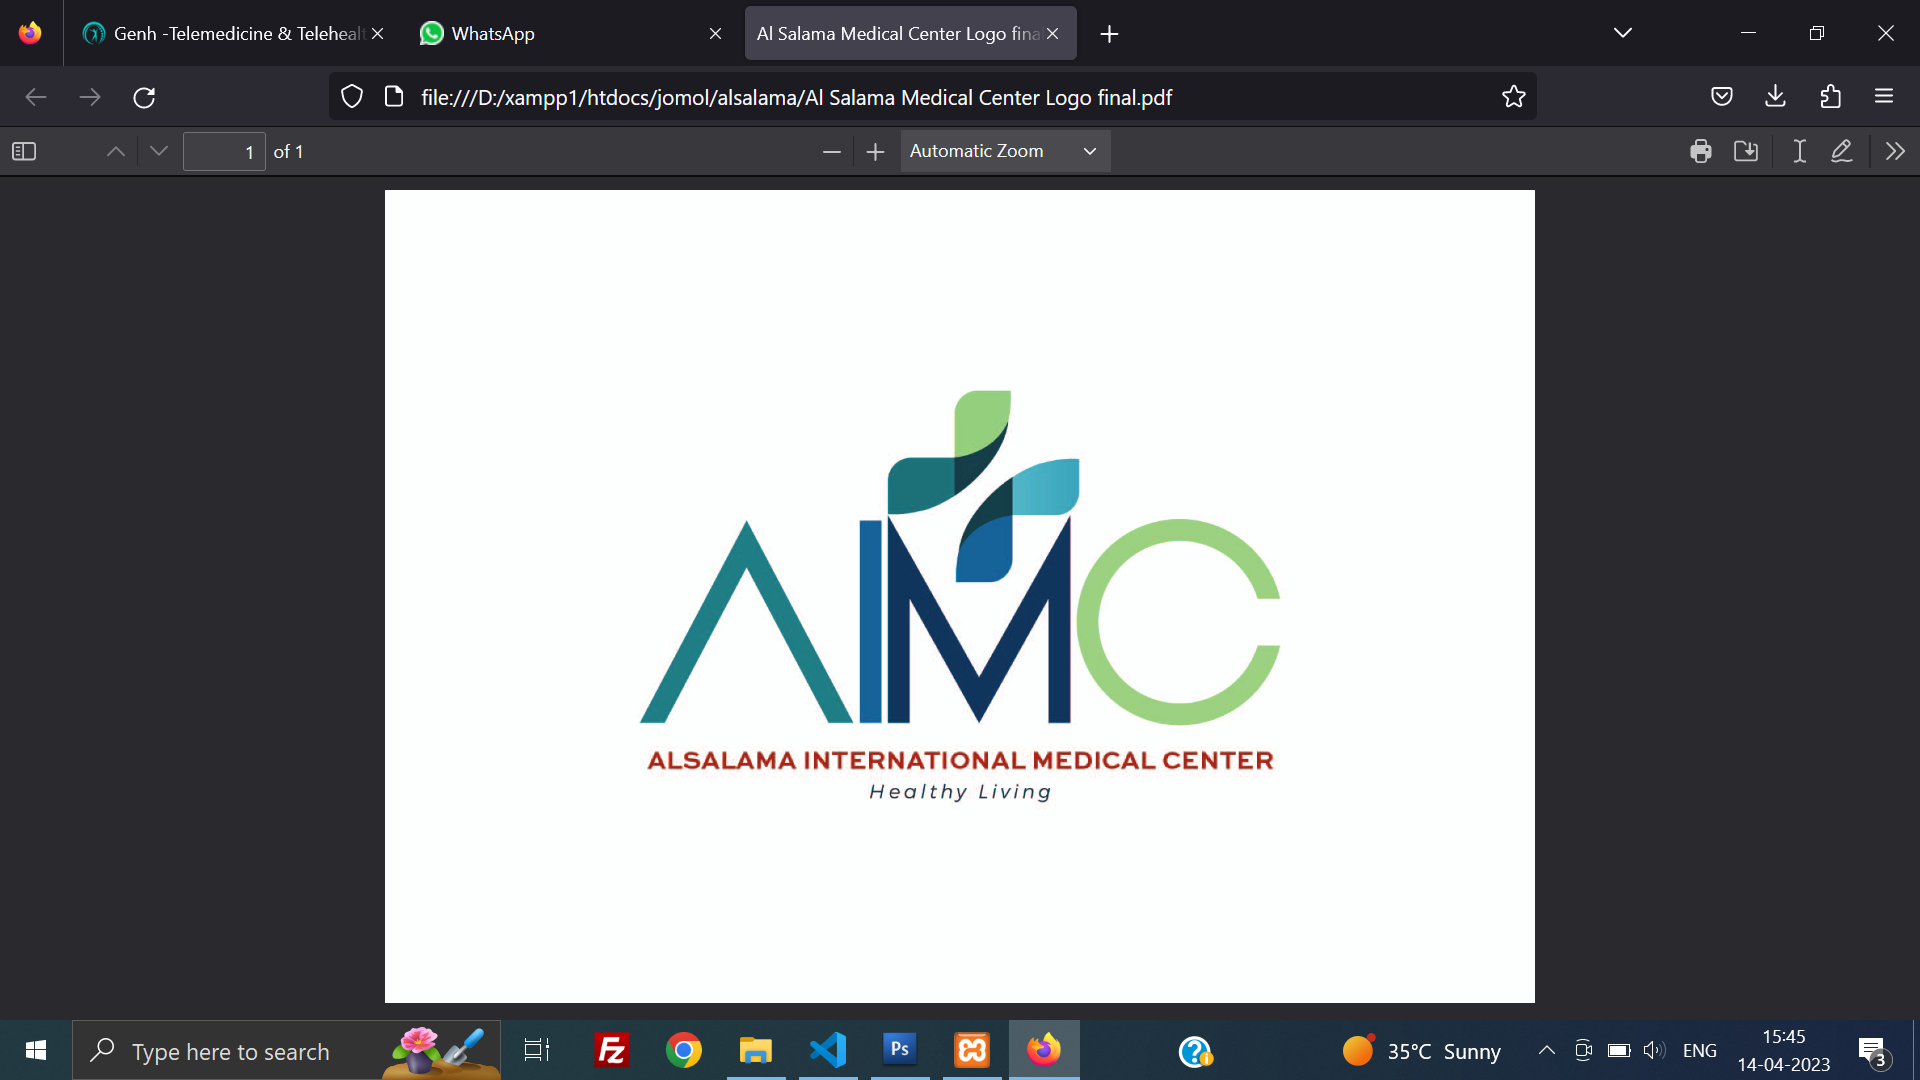 Genh -Telemedicine & Telehealt
WhatsApp
Al Salama Medical Center Logo fina
file:///D:/xampp1/htdocs/jomol/alsalama/Al Salama Medical Center Logo final.pdf
1 of 1
Automatic Zoom
AIMC
ALSALAMA INTERNATIONAL MEDICAL CENTER
Healthy Living
Type here to search
Fz
Ps
35°C Sunny
ENG
15:45
14-04-2023
3